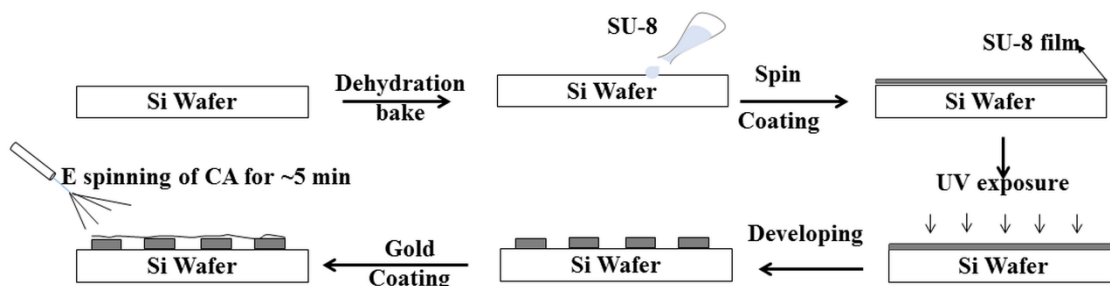 SU-8
SU-8 film
Dehydration
bake
Spin
Coating
Si Wafer
Si Wafer
Si Wafer
E spinning of CA for ~5 min
UV exposure
Gold
Coating
Developing
Si Wafer
Si Wafer
Si Wafer